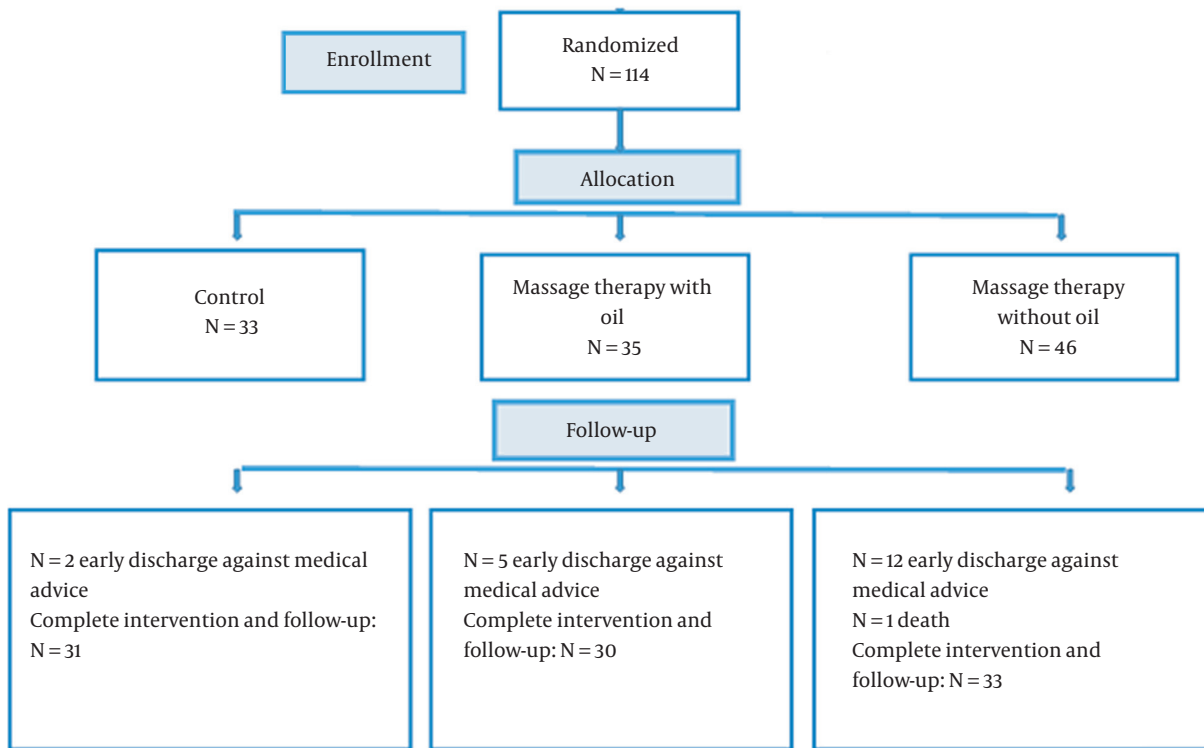 Enrollment
Randomized
N = 114
Allocation
Control
N = 33
Massage therapy with
oil
N = 35
Massage therapy
without oil
N = 46
Follow-up
N = 2 early discharge against medical
advice
Complete intervention and follow-up:
N = 31
N = 5 early discharge against
medical advice
Complete intervention and
follow-up: N = 30
N = 12 early discharge against
medical advice
N = 1 death
Complete intervention and
follow-up: N = 33